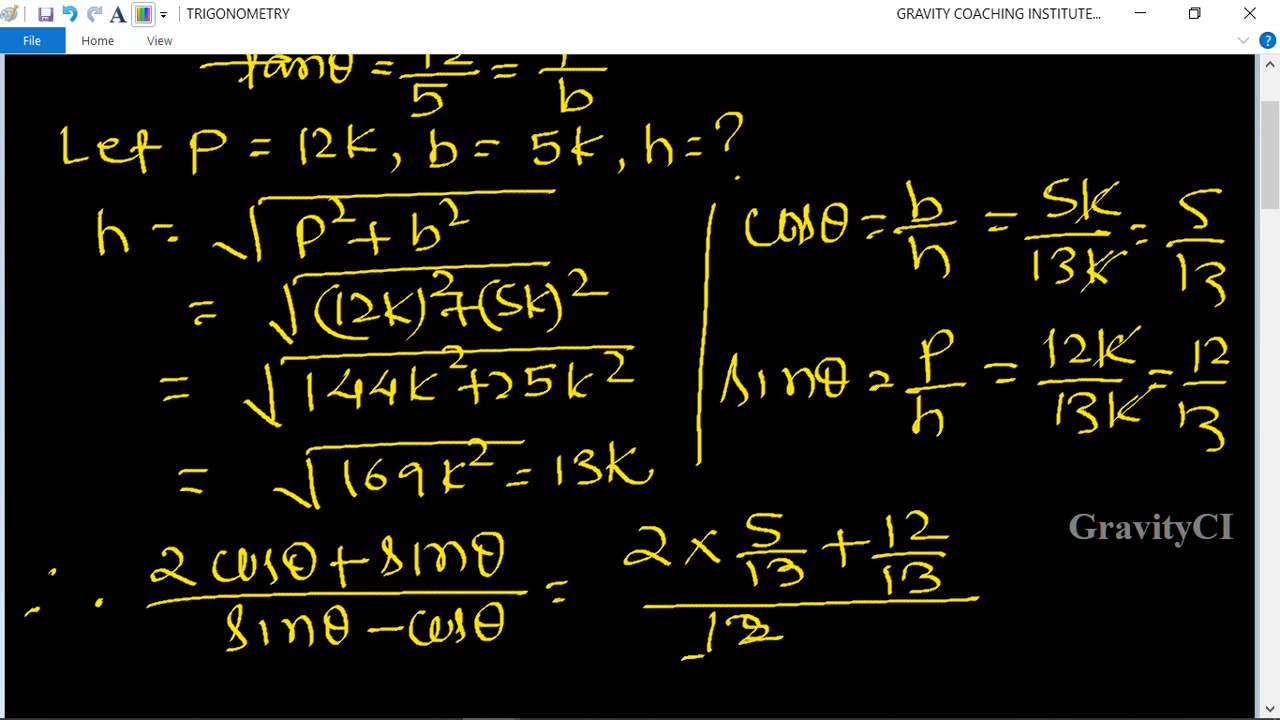 TRIGONOMETRY
GRAVITY COACHING INSTITUTE...
File Home View
tanθ = 12/5 = p/b
Let P = 12k, b = 5k, h = ?
h = √(p² + b²)
= √((12k)² + (5k)²)
= √(144k² + 25k²)
= √(169k²) = 13k
cosθ = b/h = 5k/13k = 5/13
sinθ = p/h = 12k/13k = 12/13
GravityCI
∴ (2 cosθ + sinθ)/(sinθ − cosθ) = (2 × 5/13 + 12/13)/